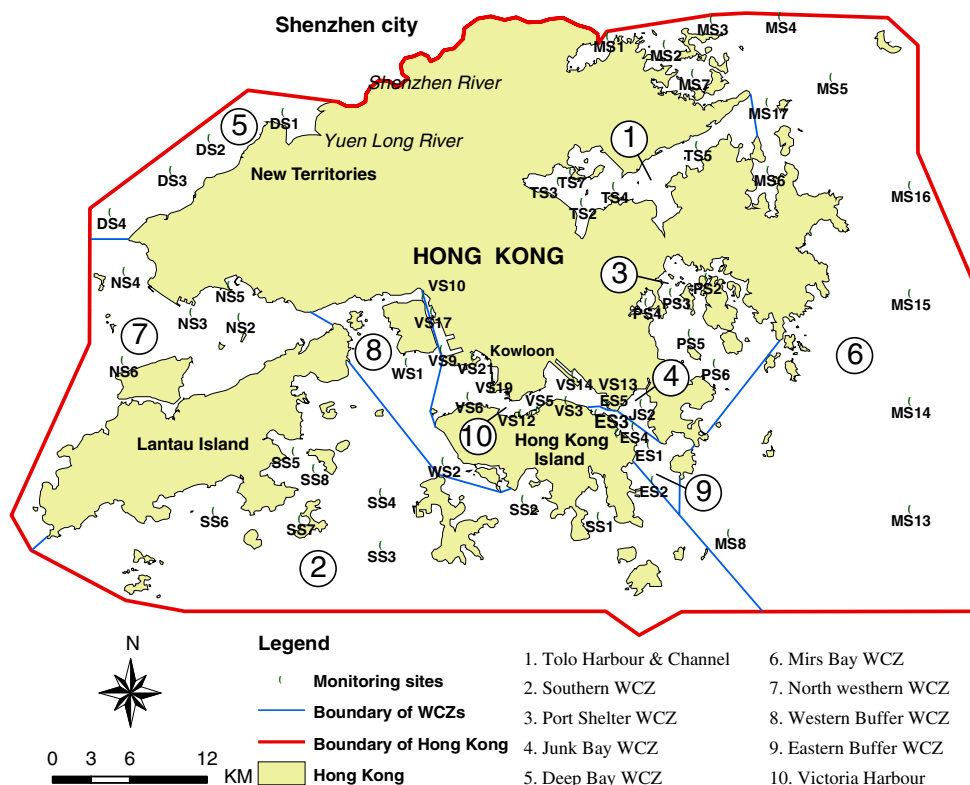 Shenzhen city
MS3
MS4
MS1
MS2
MS7
MS5
Shenzhen River
MS17
5
DS1
1
DS2
Yuen Long River
TS5
New Territories
DS3
TS7
MS6
TS3
TS4
MS16
TS2
DS4
HONG KONG
3
NS4
NS5
VS10
PS2
PS3
MS15
PS4
NS3
NS2
VS17
7
8
PS5
6
Kowloon
VS9
NS6
WS1
VS21
PS6
4
VS19
VS14
VS13
VS5
ES5
VS6
VS3
JS2
MS14
VS12
ES3
10
ES4
Lantau Island
Hong Kong
Island
ES1
SS5
WS2
SS8
ES2
9
SS4
SS2
SS6
SS7
SS1
MS13
MS8
SS3
2
N
Legend
Monitoring sites
Boundary of WCZs
Boundary of Hong Kong
Hong Kong
0 3 6 12
KM
1. Tolo Harbour & Channel
2. Southern WCZ
3. Port Shelter WCZ
4. Junk Bay WCZ
5. Deep Bay WCZ
6. Mirs Bay WCZ
7. North westhern WCZ
8. Western Buffer WCZ
9. Eastern Buffer WCZ
10. Victoria Harbour